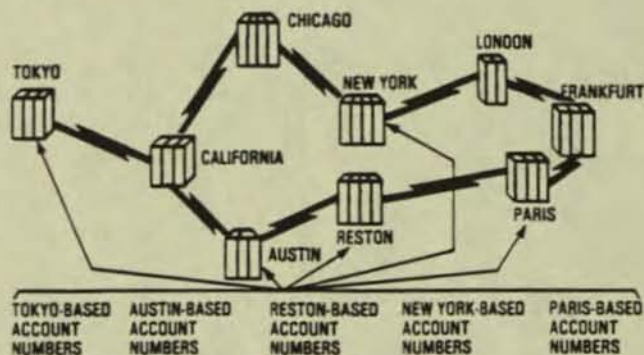 CHICAGO
LONDON
TOKYO
NEW YORK
FRANKFURT
CALIFORNIA
PARIS
RESTON
AUSTIN
TOKYO-BASED AUSTIN-BASED RESTON-BASED NEW YORK-BASED PARIS-BASED
ACCOUNT ACCOUNT ACCOUNT ACCOUNT ACCOUNT
NUMBERS NUMBERS NUMBERS NUMBERS NUMBERS